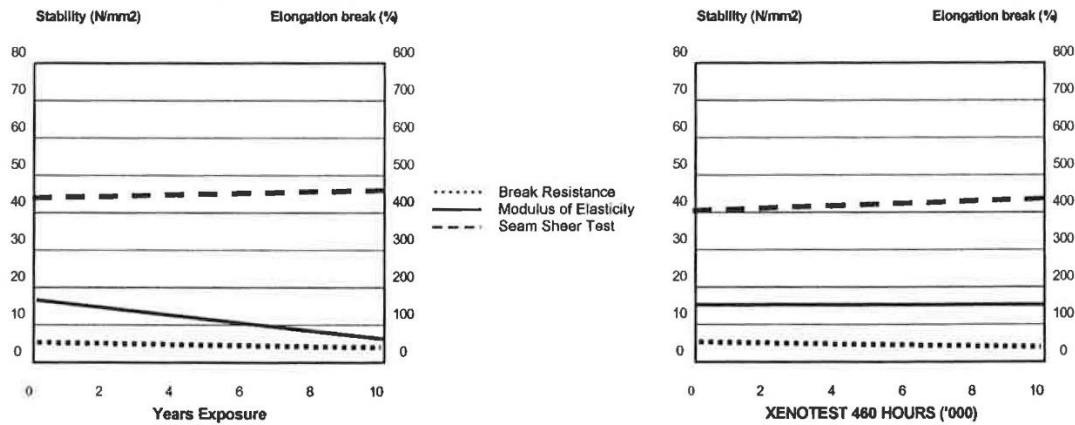 Stability (N/mm2) Elongation break (%)
80 800
70 700
60 600
50 500
40 400
30 300
20 200
10 100
0 0
0 2 4 6 8 10
Years Exposure
Break Resistance
Modulus of Elasticity
Seam Sheer Test
Stability (N/mm2) Elongation break (%)
80 800
70 700
60 600
50 500
40 400
30 300
20 200
10 100
0 0
0 2 4 6 8 10
XENOTEST 460 HOURS ('000)